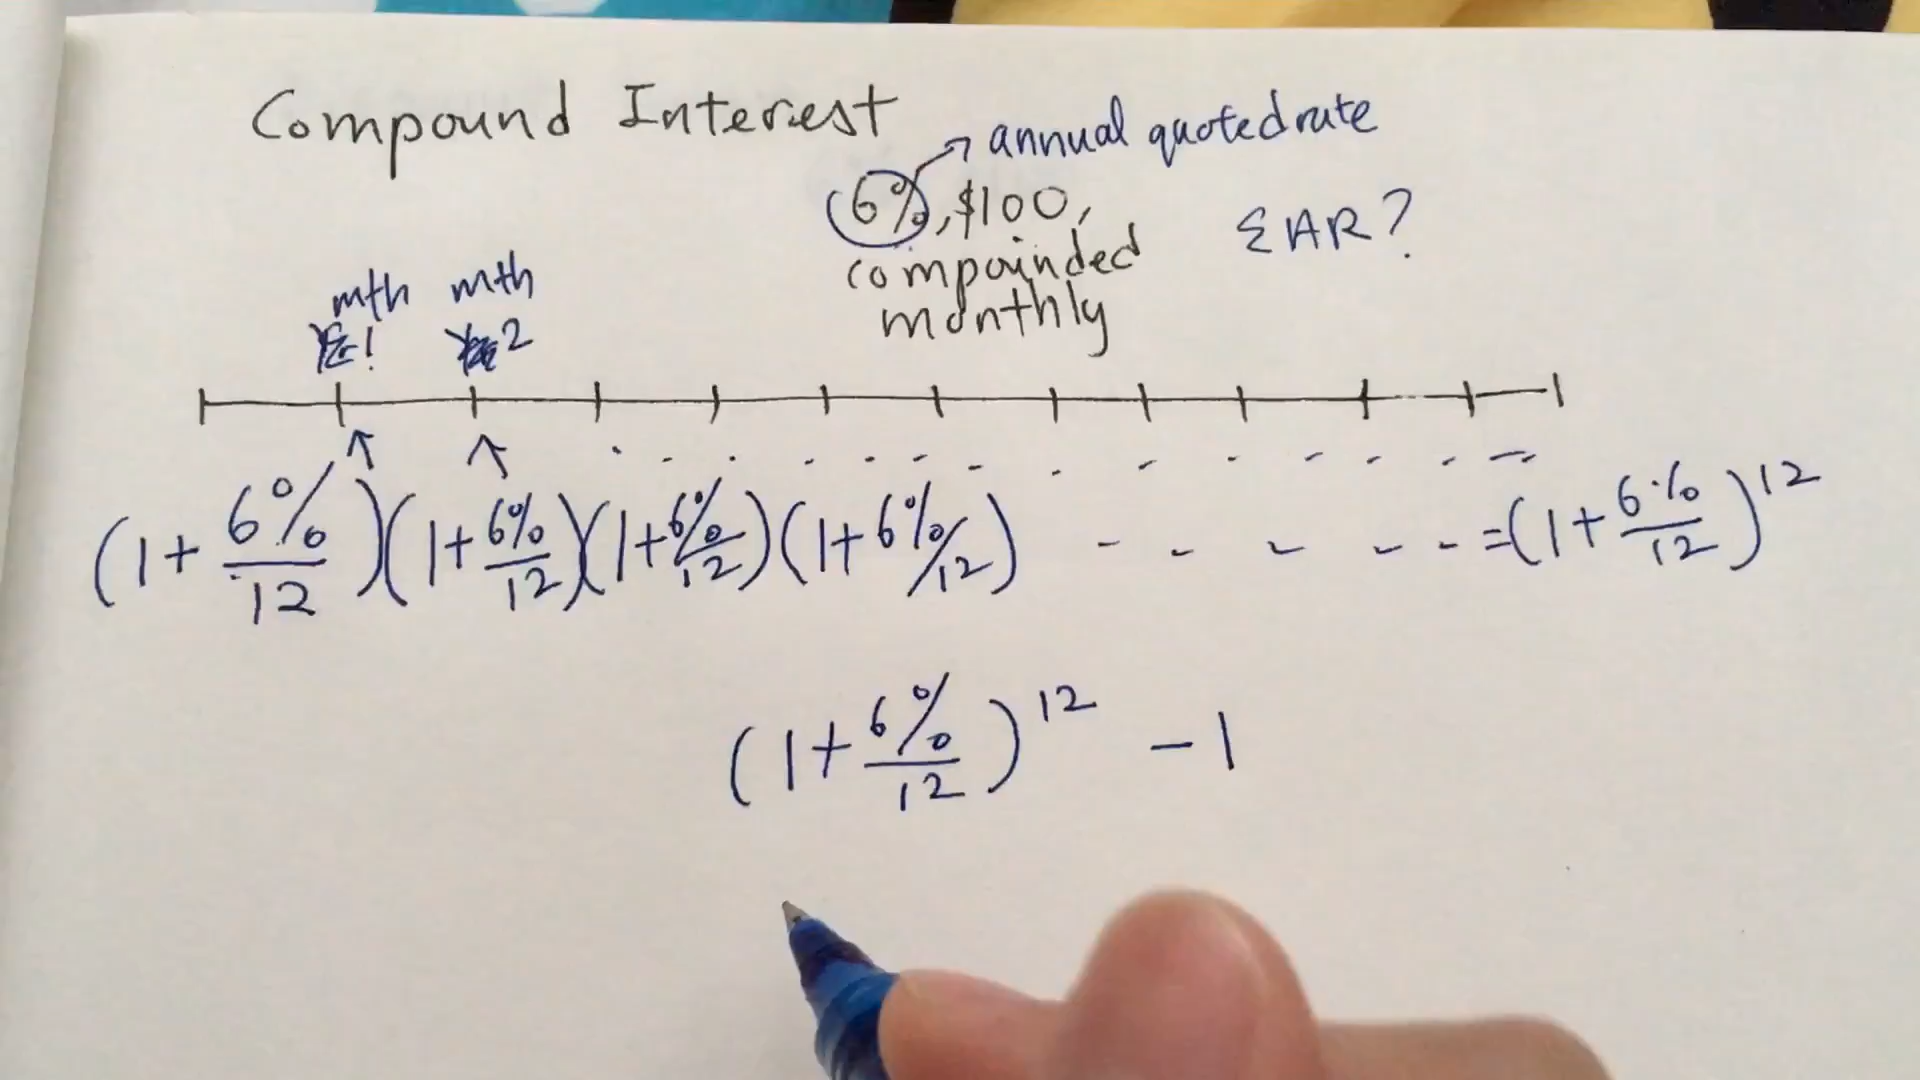 Compound Interest
annual quoted rate
6%, $100,
compounded
monthly
EAR?
mth mth
1 2
(1+6%/12)(1+6%/12)(1+6%/12)(1+6%/12) - - - - - =(1+6%/12)^12
(1+6%/12)^12 - 1